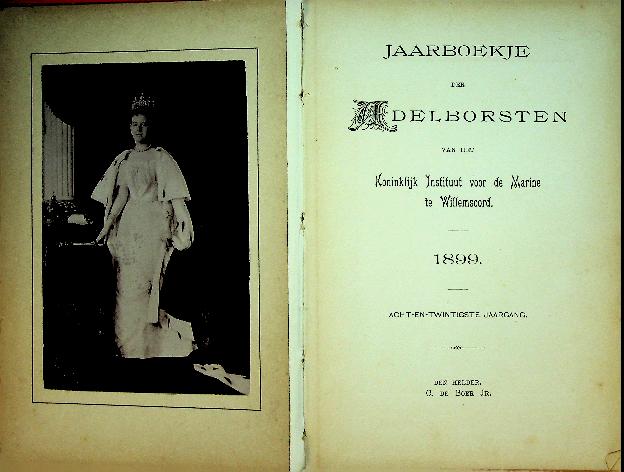 JAARBOEKJE
DER
ADELBORSTEN
VAN HET
Koninklijk Instituut voor de Marine
te Willemsoord.
1899.
ACHT-EN-TWINTIGSTE JAARGANG.
DEN HELDER,
C. DE BOER JR.